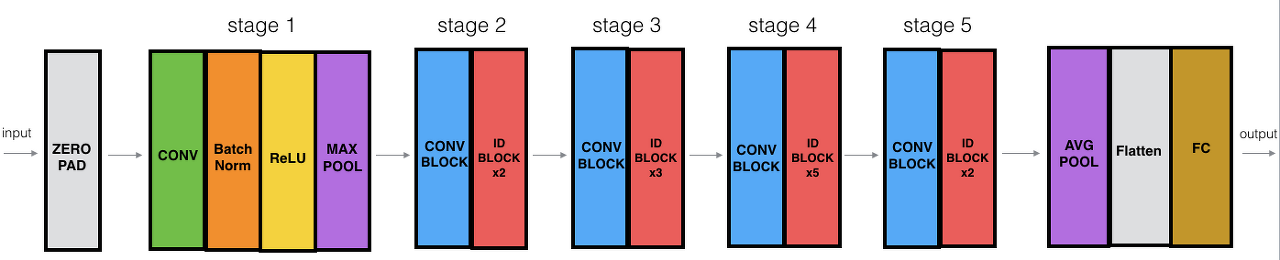 stage 1
stage 2
stage 3
stage 4
stage 5
input
ZERO
PAD
CONV
Batch
Norm
ReLU
MAX
POOL
CONV
BLOCK
ID
BLOCK
x2
CONV
BLOCK
ID
BLOCK
x3
CONV
BLOCK
ID
BLOCK
x5
CONV
BLOCK
ID
BLOCK
x2
AVG
POOL
Flatten
FC
output